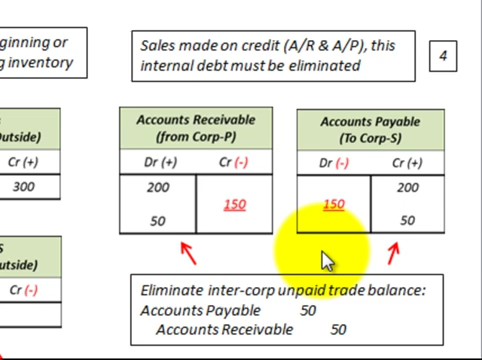 ginning or
g inventory
Sales made on credit (A/R & A/P), this
internal debt must be eliminated
4
utside)
Cr (+)
300
S
utside)
Cr (-)
Accounts Receivable
(from Corp-P)
Dr (+) Cr (-)
200
150
50
Accounts Payable
(To Corp-S)
Dr (-) Cr (+)
200
150
50
Eliminate inter-corp unpaid trade balance:
Accounts Payable 50
Accounts Receivable 50